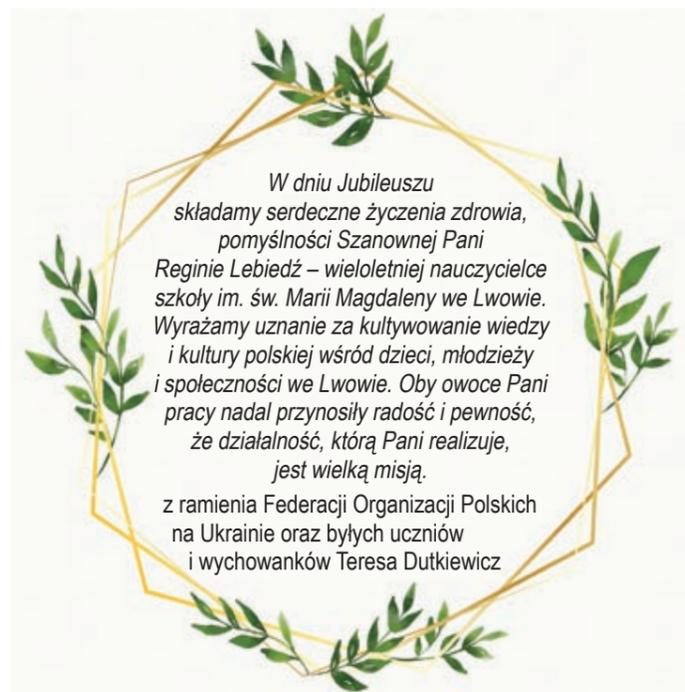 W dniu Jubileuszu
składamy serdeczne życzenia zdrowia,
pomyślności Szanownej Pani
Reginie Lebiedź – wieloletniej nauczycielce
szkoły im. św. Marii Magdaleny we Lwowie.
Wyrażamy uznanie za kultywowanie wiedzy
i kultury polskiej wśród dzieci, młodzieży
i społeczności we Lwowie. Oby owoce Pani
pracy nadal przynosiły radość i pewność,
że działalność, którą Pani realizuje,
jest wielką misją.
z ramienia Federacji Organizacji Polskich
na Ukrainie oraz byłych uczniów
i wychowanków Teresa Dutkiewicz